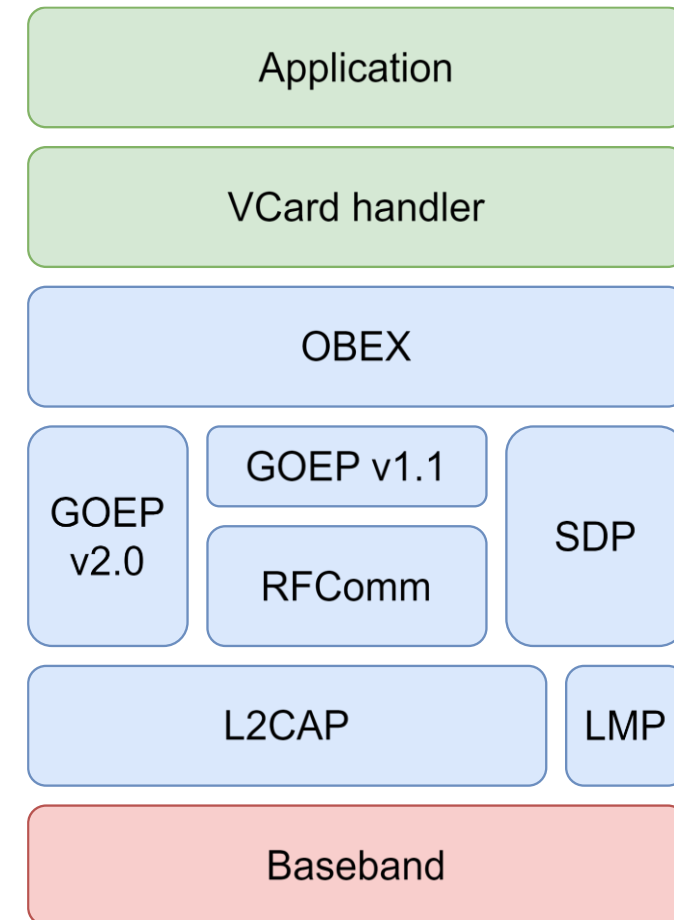 Application
VCard handler
OBEX
GOEP
v2.0
GOEP v1.1
RFComm
SDP
L2CAP
LMP
Baseband